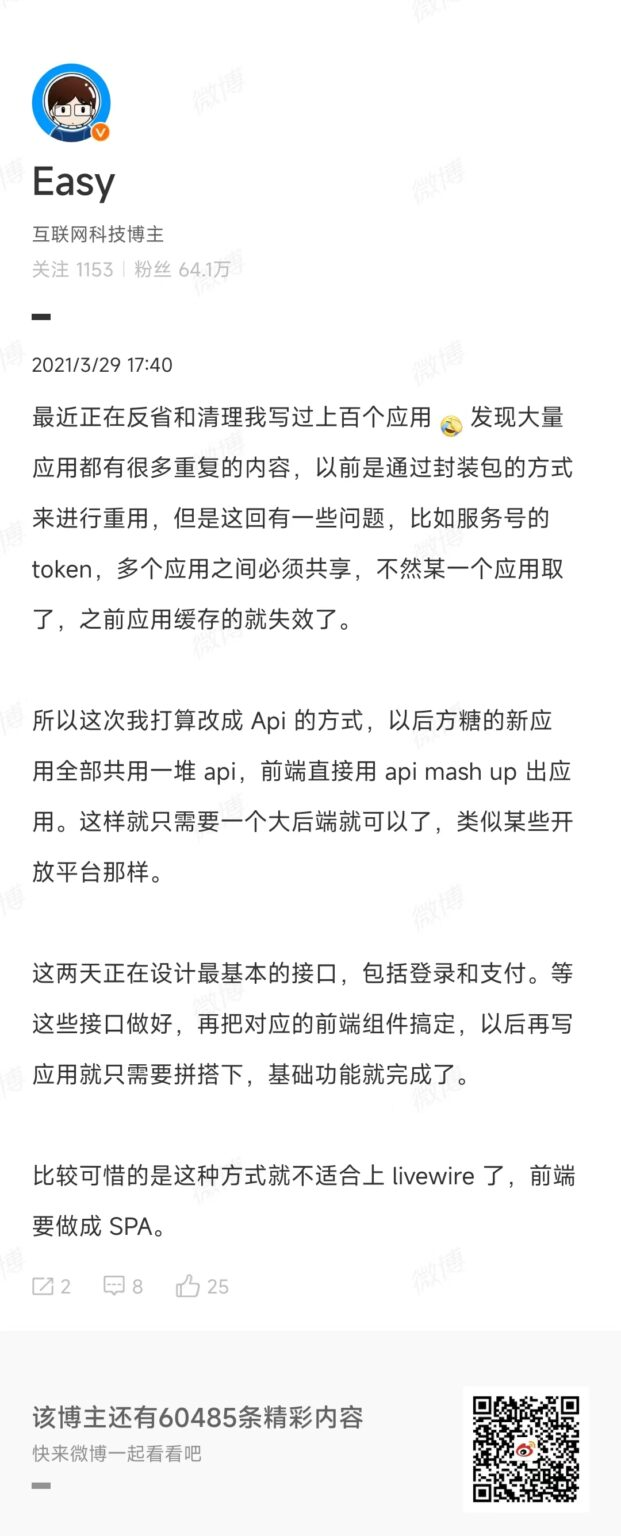 Easy
互联网科技博主
关注 1153 | 粉丝 64.1万
2021/3/29 17:40
最近正在反省和清理我写过上百个应用 发现大量
应用都有很多重复的内容，以前是通过封装包的方式
来进行重用，但是这回有一些问题，比如服务号的
token，多个应用之间必须共享，不然某一个应用取
了，之前应用缓存的就失效了。
所以这次我打算改成 Api 的方式，以后方糖的新应
用全部共用一堆 api，前端直接用 api mash up 出应
用。这样就只需要一个大后端就可以了，类似某些开
放平台那样。
这两天正在设计最基本的接口，包括登录和支付。等
这些接口做好，再把对应的前端组件搞定，以后再写
应用就只需要拼搭下，基础功能就完成了。
比较可惜的是这种方式就不适合上 livewire 了，前端
要做成 SPA。
2 8 25
该博主还有60485条精彩内容
快来微博一起看看吧
微博